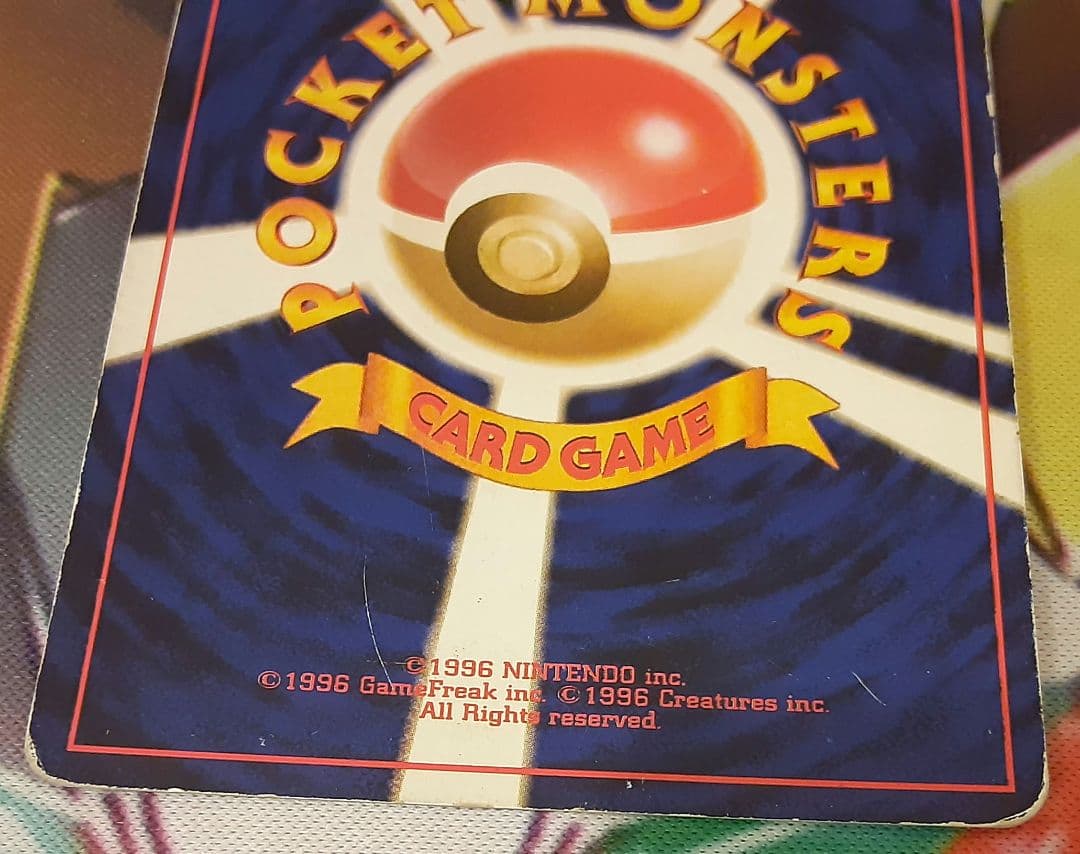 POCKET MONSTERS
CARD GAME
©1996 NINTENDO inc.
©1996 GameFreak inc. ©1996 Creatures inc.
All Rights reserved.